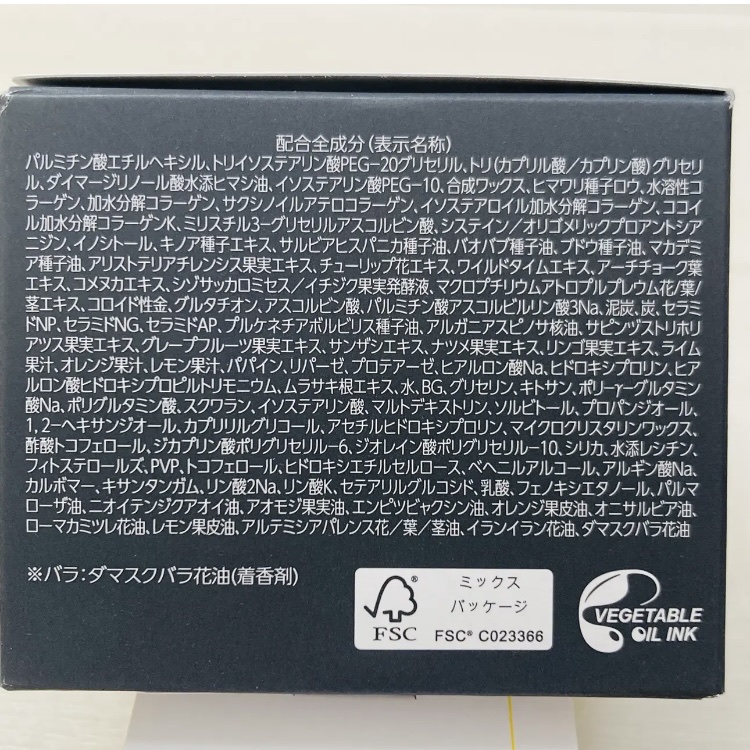 配合全成分(表示名称)
パルミチン酸エチルヘキシル、トリイソステアリン酸PEG-20グリセリル、トリ(カプリル酸/カプリン酸)グリセリ
ル、ダイマージリノール酸水添ヒマシ油、イソステアリン酸PEG-10、合成ワックス、ヒマワリ種子ロウ、水溶性コ
ラーゲン、加水分解コラーゲン、サクシノイルアテロコラーゲン、イソステアロイル加水分解コラーゲン、ココイ
ル加水分解コラーゲンK、ミリスチル3-グリセリルアスコルビン酸、システイン/オリゴメリックプロアントシア
ニジン、イノシトール、キノア種子エキス、サルビアヒスパニカ種子油、バオバブ種子油、ブドウ種子油、マカデミ
ア種子油、アリストテリアチレンシス果実エキス、チューリップ花エキス、ワイルドタイムエキス、アーチチョーク葉
エキス、コメヌカエキス、シゾサッカロミセス/イチジク果実発酵液、マクロプチリウムアトロプルプレウム花/葉/
茎エキス、コロイド性金、グルタチオン、アスコルビン酸、パルミチン酸アスコルビルリン酸3Na、泥炭、炭、セラミ
ドNP、セラミドNG、セラミドAP、プルケネチアボルビリス種子油、アルガニアスピノサ核油、サピンヅストリホリ
アツス果実エキス、グレープフルーツ果実エキス、サンザシエキス、ナツメ果実エキス、リンゴ果実エキス、ライム
果汁、オレンジ果汁、レモン果汁、パパイン、リパーゼ、プロテアーゼ、ヒアルロン酸Na、ヒドロキシプロリン、ヒア
ルロン酸ヒドロキシプロピルトリモニウム、ムラサキ根エキス、水、BG、グリセリン、キトサン、ポリ-γ-グルタミン
酸Na、ポリグルタミン酸、スクワラン、イソステアリン酸、マルトデキストリン、ソルビトール、プロパンジオール、
1,2-ヘキサンジオール、カプリリルグリコール、アセチルヒドロキシプロリン、マイクロクリスタリンワックス、
酢酸トコフェロール、ジカプリン酸ポリグリセリル-6、ジオレイン酸ポリグリセリル-10、シリカ、水添レシチン、
フィトステロールズ、PVP、トコフェロール、ヒドロキシエチルセルロース、ベヘニルアルコール、アルギン酸Na、
カルボマー、キサンタンガム、リン酸2Na、リン酸K、セテアリルグルコシド、乳酸、フェノキシエタノール、パルマ
ローザ油、ニオイテンジクアオイ油、アオモジ果実油、エンピツビャクシン油、オレンジ果皮油、オニサルビア油、
ローマカミツレ花油、レモン果皮油、アルテミシアパレンス花/葉/茎油、イランイラン花油、ダマスクバラ花油
※バラ:ダマスクバラ花油(着香剤)
ミックス
パッケージ
FSC® C023366
FSC
VEGETABLE
OIL INK